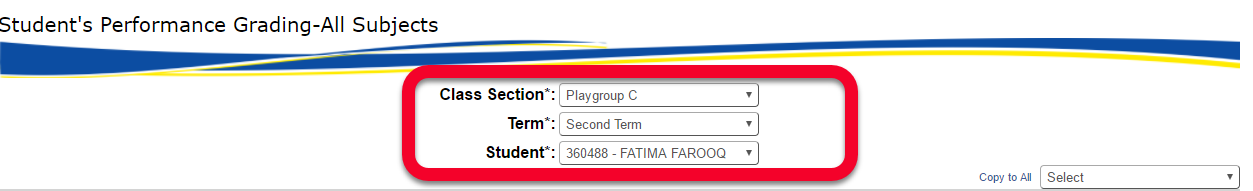 Student's Performance Grading-All Subjects
Class Section*: Playgroup C
Term*: Second Term
Student*: 360488 - FATIMA FAROOQ
Copy to All Select